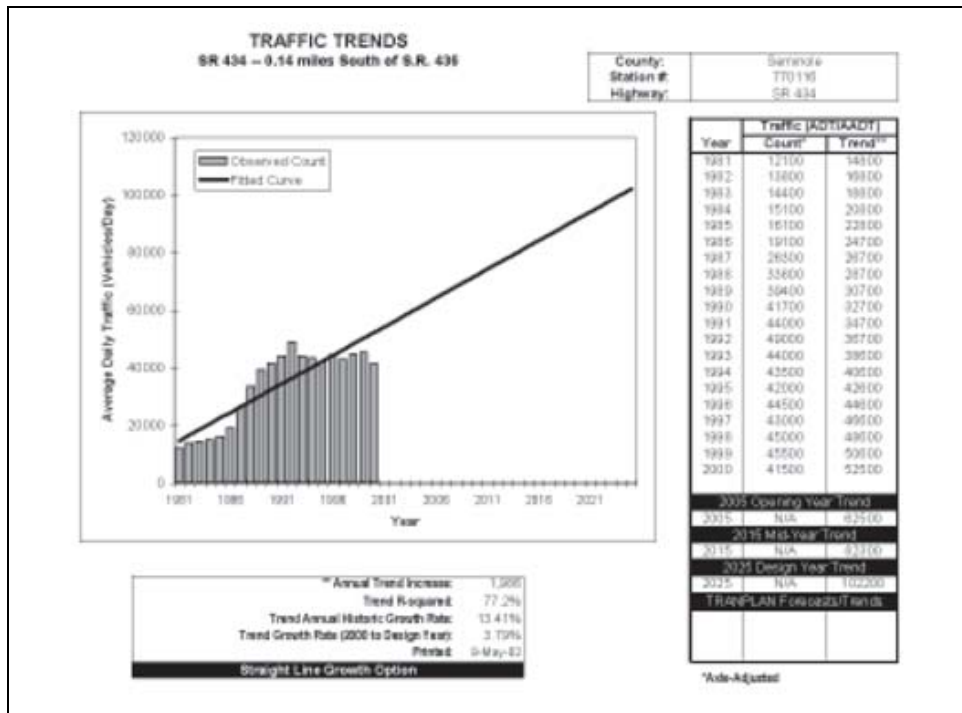 TRAFFIC TRENDS
SR 434 -- 0.14 miles South of S.R. 436
County: Seminole
Station #: 770116
Highway: SR 434
Observed Count
Fitted Curve
Average Daily Traffic (Vehicles/Day)
120000
100000
80000
60000
40000
20000
0
1981 1986 1991 1996 2001 2006 2011 2016 2021
Year
Traffic (ADT/AADT)
Year Count* Trend**
1981 12100 14800
1982 13800 16800
1983 14400 18800
1984 15100 20800
1985 16100 22800
1986 19100 24700
1987 26500 26700
1988 33800 28700
1989 39400 30700
1990 41700 32700
1991 44000 34700
1992 49000 36700
1993 44000 38600
1994 43500 40600
1995 42000 42600
1996 44500 44600
1997 43000 46600
1998 45000 48600
1999 45500 50600
2000 41500 52500
2005 Opening Year Trend
2005 N/A 62500
2015 Mid-Year Trend
2015 N/A 82300
2025 Design Year Trend
2025 N/A 102200
TRANPLAN Forecasts/Trends
** Annual Trend Increase: 1,986
Trend R-squared: 77.2%
Trend Annual Historic Growth Rate: 13.41%
Trend Growth Rate (2000 to Design Year): 3.79%
Printed: 9-May-02
Straight Line Growth Option
*Axle-Adjusted